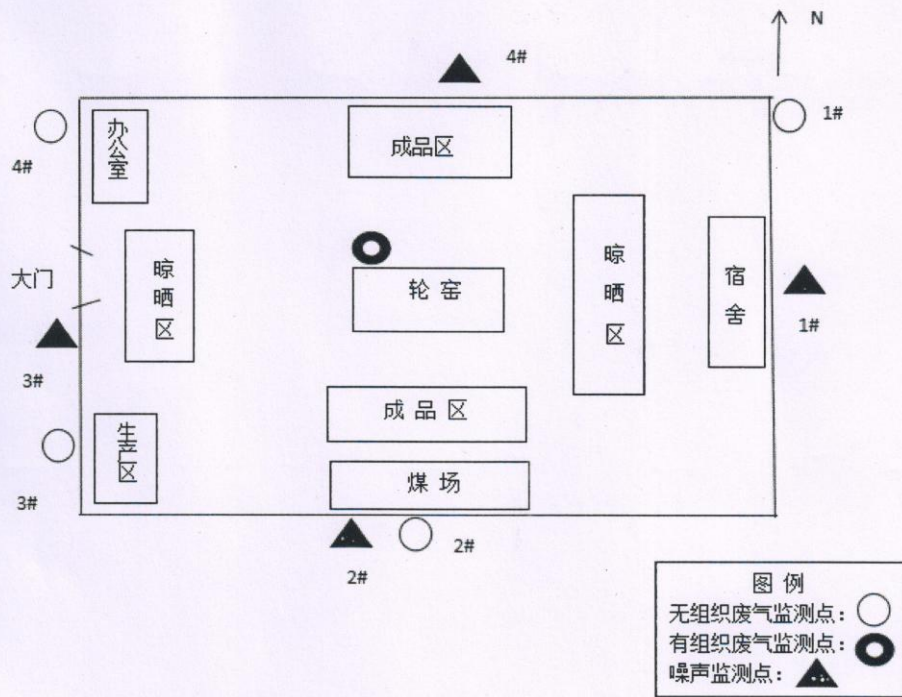 N
4#
1#
办公室
成品区
4#
大门
晾晒区
轮窑
晾晒区
宿舍
1#
3#
成品区
生产区
煤场
3#
2#
2#
图例
无组织废气监测点：
有组织废气监测点：
噪声监测点：